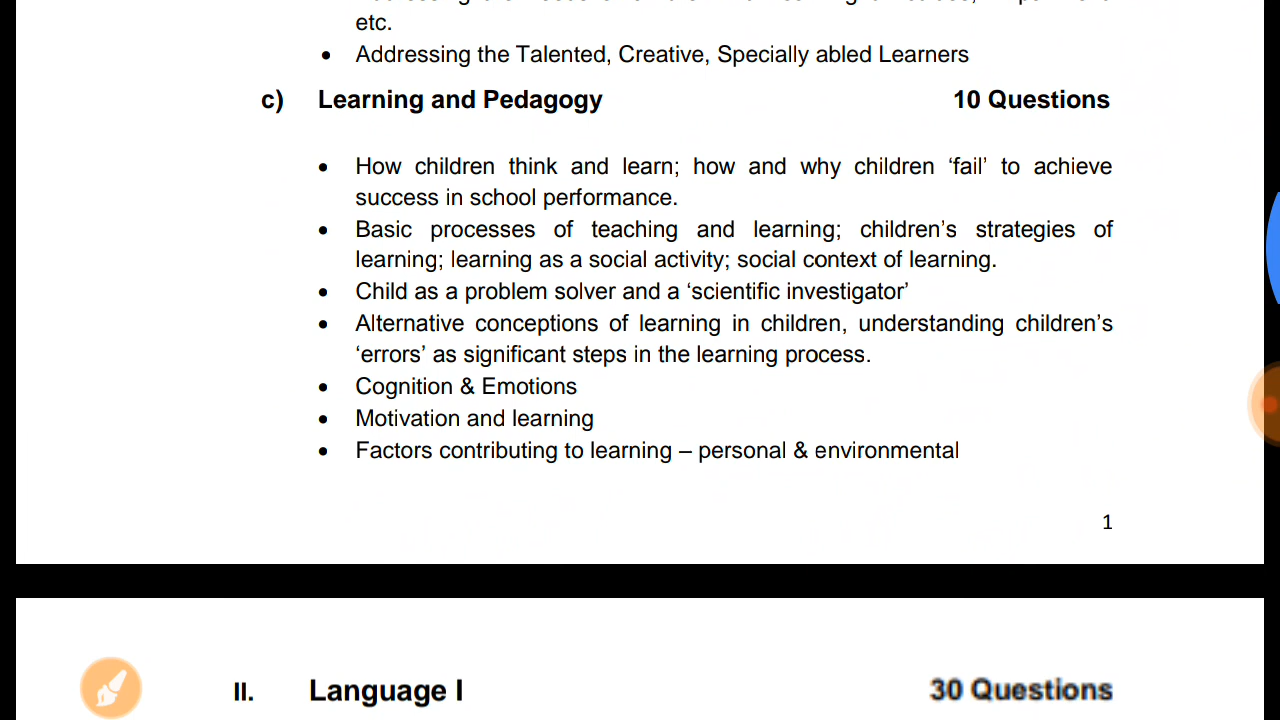 etc.
• Addressing the Talented, Creative, Specially abled Learners
c) Learning and Pedagogy 10 Questions
• How children think and learn; how and why children ‘fail’ to achieve
success in school performance.
• Basic processes of teaching and learning; children’s strategies of
learning; learning as a social activity; social context of learning.
• Child as a problem solver and a ‘scientific investigator’
• Alternative conceptions of learning in children, understanding children’s
‘errors’ as significant steps in the learning process.
• Cognition & Emotions
• Motivation and learning
• Factors contributing to learning – personal & environmental
1
II. Language I 30 Questions